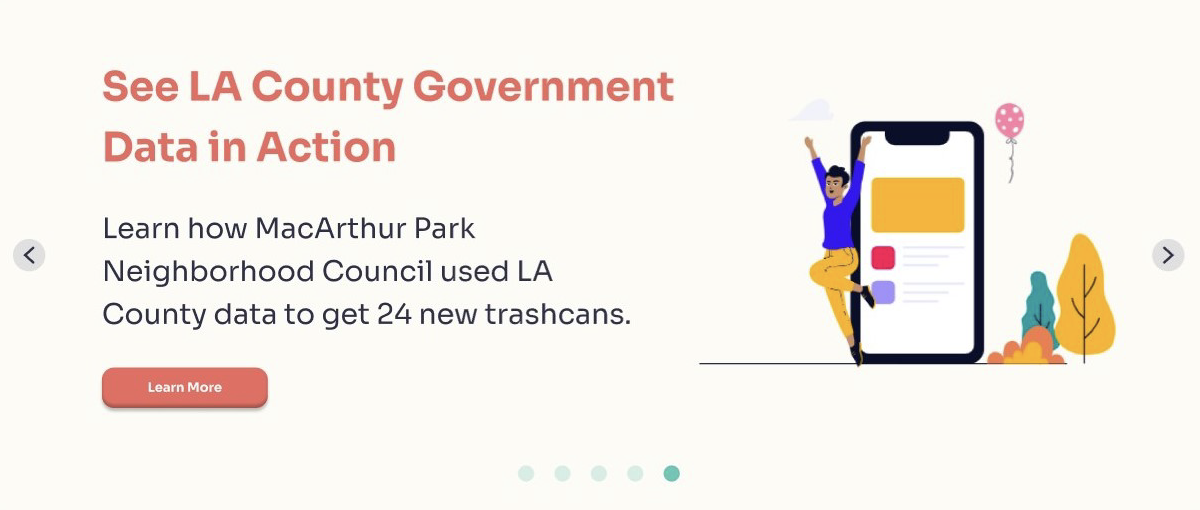 See LA County Government
Data in Action
Learn how MacArthur Park
Neighborhood Council used LA
County data to get 24 new trashcans.
Learn More